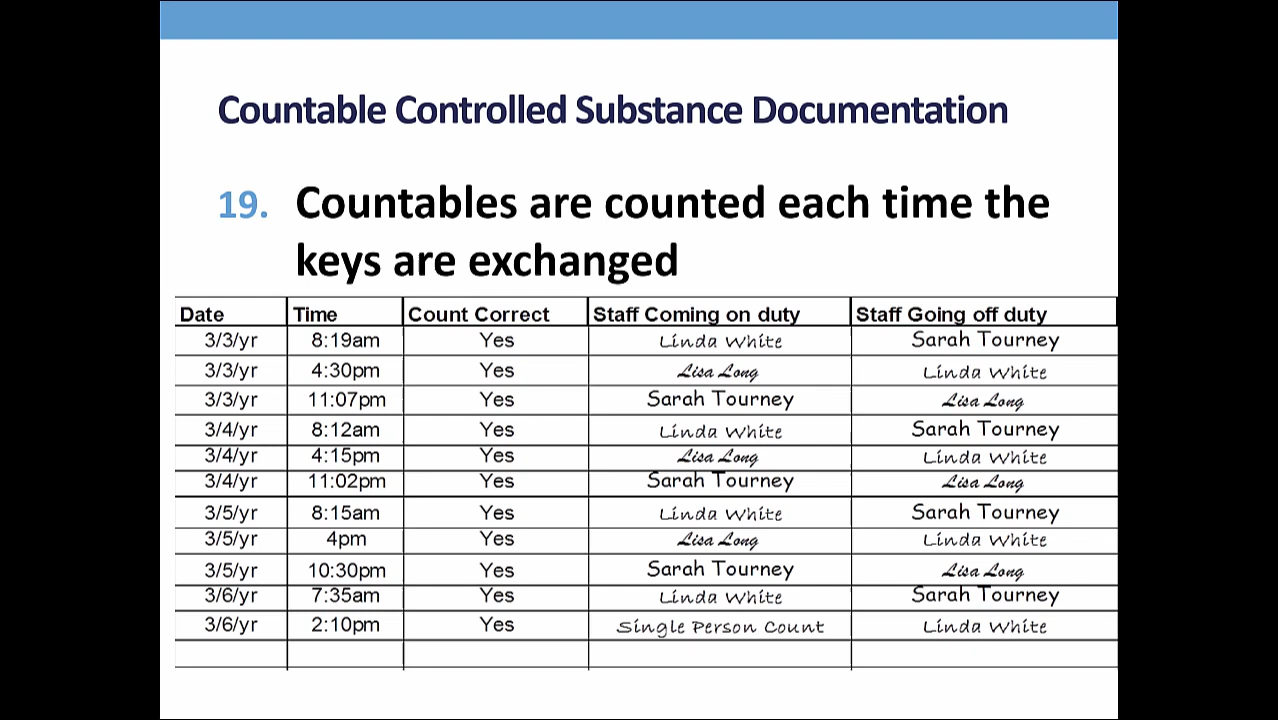 Countable Controlled Substance Documentation
19. Countables are counted each time the
keys are exchanged
Date Time Count Correct Staff Coming on duty Staff Going off duty
3/3/yr 8:19am Yes Linda White Sarah Tourney
3/3/yr 4:30pm Yes Lisa Long Linda White
3/3/yr 11:07pm Yes Sarah Tourney Lisa Long
3/4/yr 8:12am Yes Linda White Sarah Tourney
3/4/yr 4:15pm Yes Lisa Long Linda White
3/4/yr 11:02pm Yes Sarah Tourney Lisa Long
3/5/yr 8:15am Yes Linda White Sarah Tourney
3/5/yr 4pm Yes Lisa Long Linda White
3/5/yr 10:30pm Yes Sarah Tourney Lisa Long
3/6/yr 7:35am Yes Linda White Sarah Tourney
3/6/yr 2:10pm Yes Single Person Count Linda White